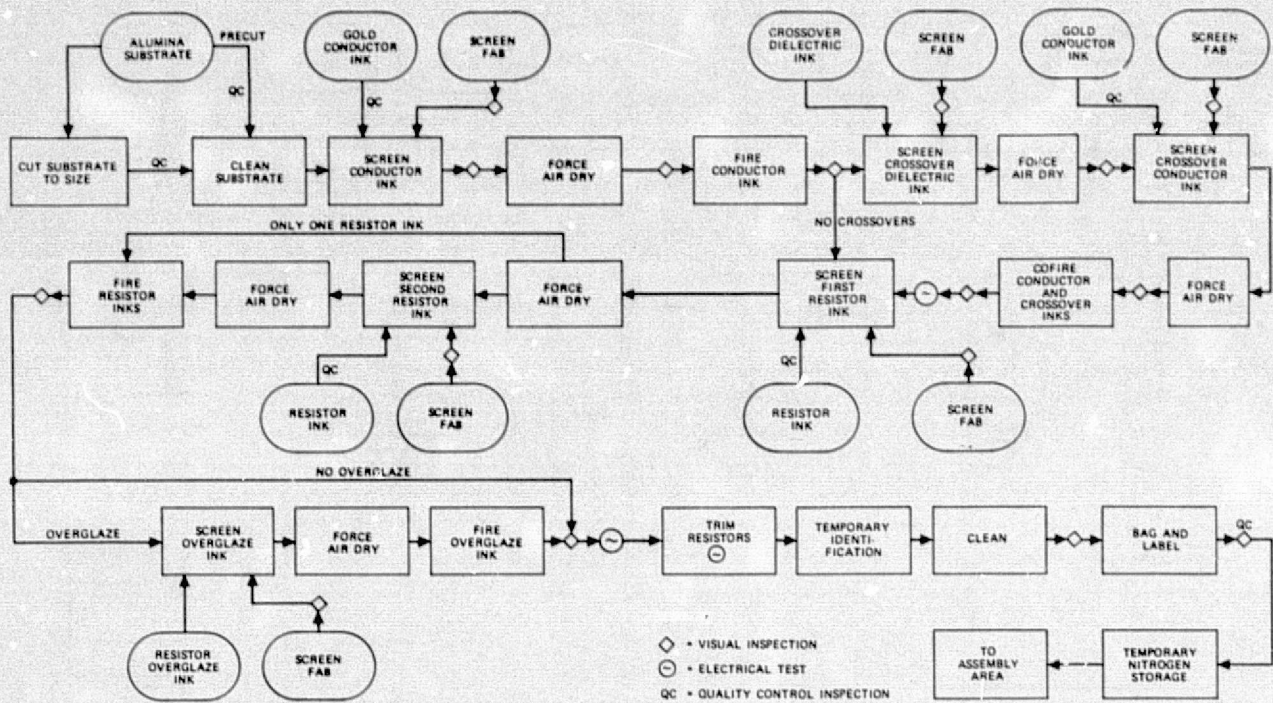 ALUMINA
SUBSTRATE
PRECUT
GOLD
CONDUCTOR
INK
SCREEN
FAB
CROSSOVER
DIELECTRIC
INK
SCREEN
FAB
GOLD
CONDUCTOR
INK
SCREEN
FAB
QC
QC
QC
CUT SUBSTRATE
TO SIZE
QC
CLEAN
SUBSTRATE
SCREEN
CONDUCTOR
INK
FORCE
AIR DRY
FIRE
CONDUCTOR
INK
SCREEN
CROSSOVER
DIELECTRIC
INK
FORCE
AIR DRY
SCREEN
CROSSOVER
CONDUCTOR
INK
ONLY ONE RESISTOR INK
NO CROSSOVERS
FIRE
RESISTOR
INKS
FORCE
AIR DRY
SCREEN
SECOND
RESISTOR
INK
FORCE
AIR DRY
SCREEN
FIRST
RESISTOR
INK
COFIRE
CONDUCTOR
AND
CROSSOVER
INKS
FORCE
AIR DRY
QC
QC
RESISTOR
INK
SCREEN
FAB
RESISTOR
INK
SCREEN
FAB
NO OVERGLAZE
OVERGLAZE
SCREEN
OVERGLAZE
INK
FORCE
AIR DRY
FIRE
OVERGLAZE
INK
TRIM
RESISTORS
TEMPORARY
IDENTI-
FICATION
CLEAN
BAG AND
LABEL
QC
RESISTOR
OVERGLAZE
INK
SCREEN
FAB
= VISUAL INSPECTION
= ELECTRICAL TEST
QC = QUALITY CONTROL INSPECTION
TO
ASSEMBLY
AREA
TEMPORARY
NITROGEN
STORAGE